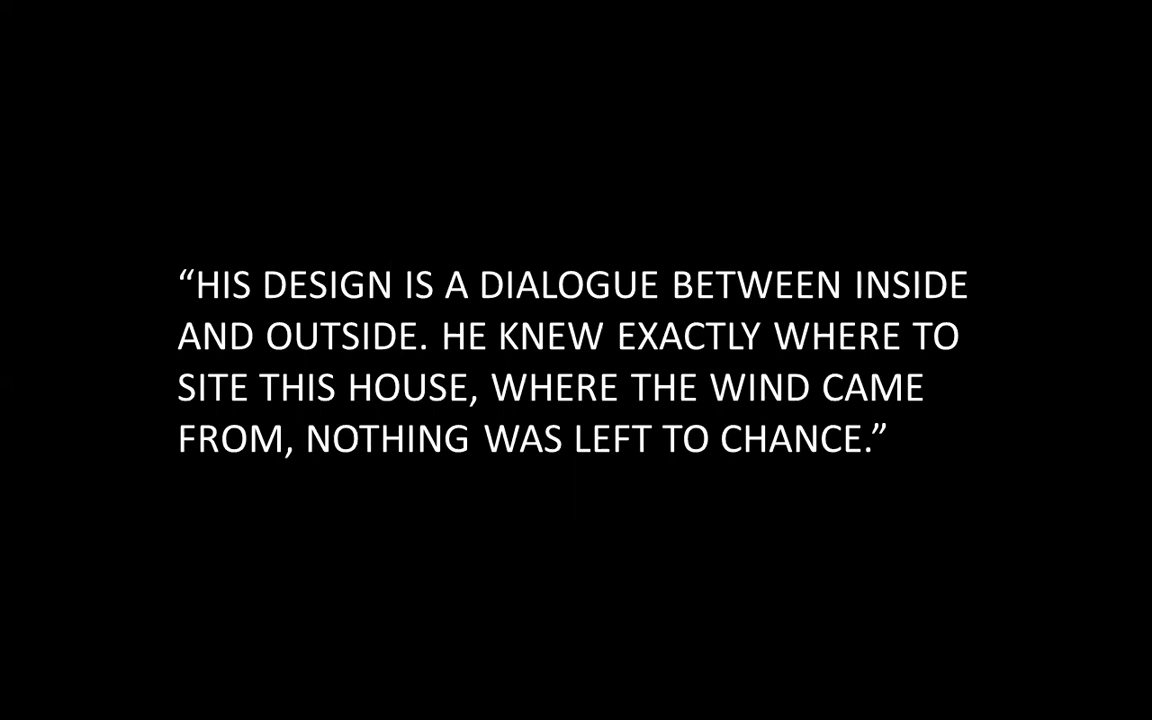 “HIS DESIGN IS A DIALOGUE BETWEEN INSIDE
AND OUTSIDE. HE KNEW EXACTLY WHERE TO
SITE THIS HOUSE, WHERE THE WIND CAME
FROM, NOTHING WAS LEFT TO CHANCE.”